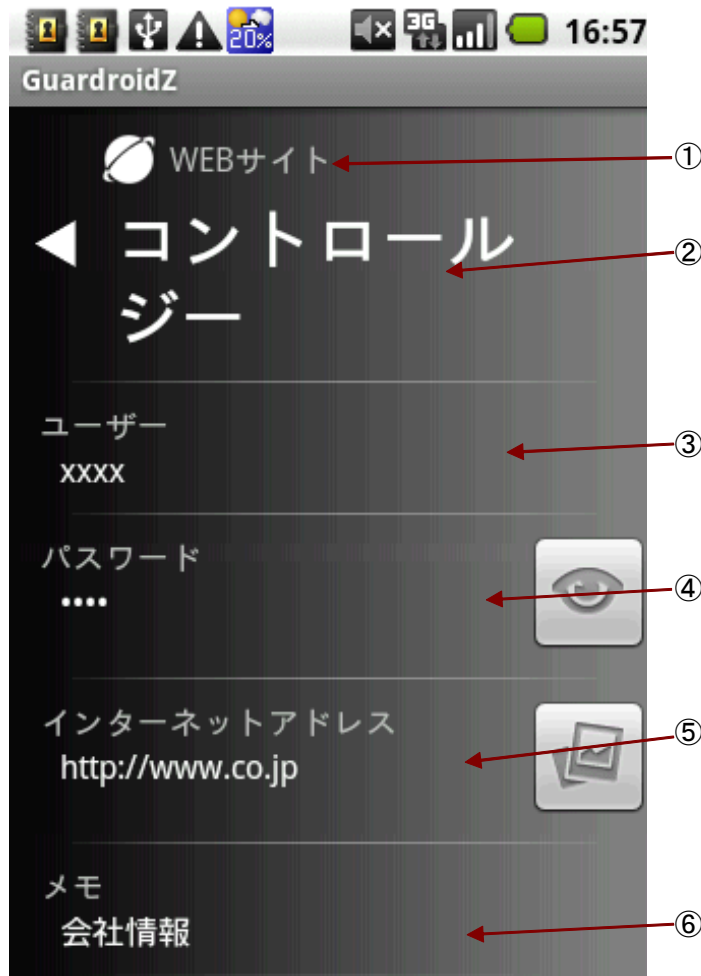 20%
3G
16:57
GuardroidZ
WEBサイト
①
コントロール
ジー
②
ユーザー
xxxx
③
パスワード
••••
④
インターネットアドレス
http://www.co.jp
⑤
メモ
会社情報
⑥